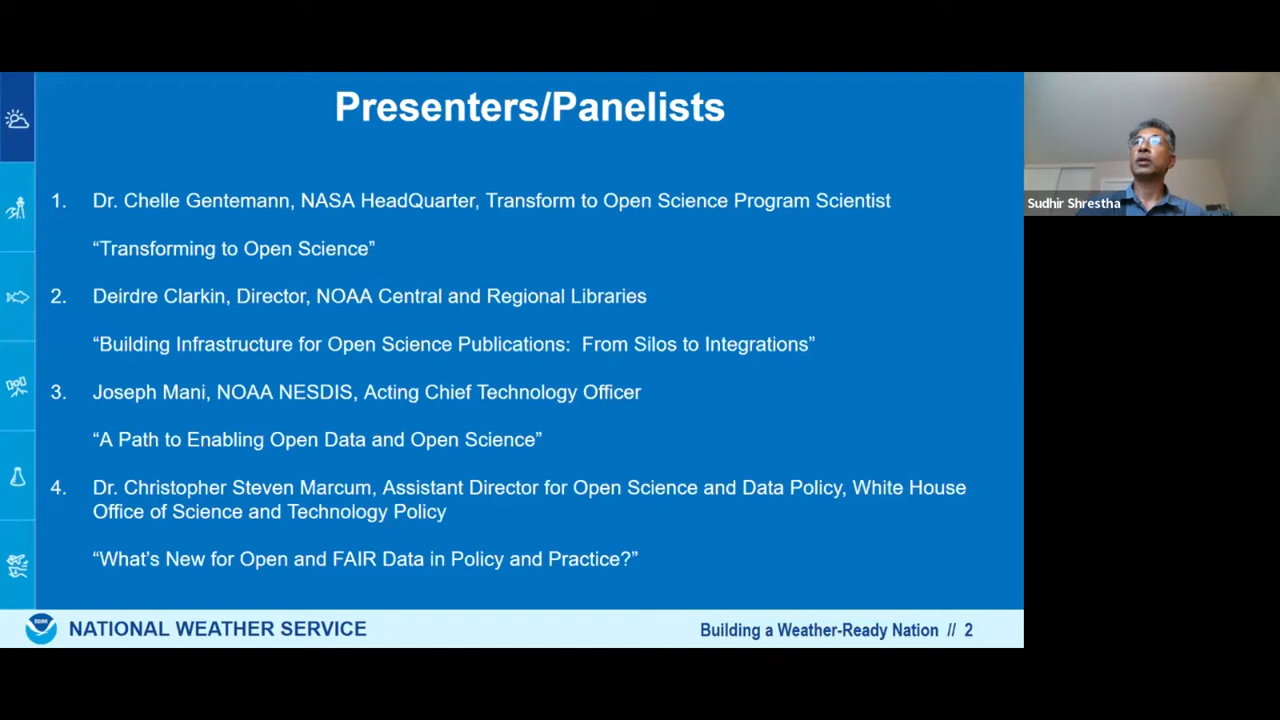 Presenters/Panelists
1. Dr. Chelle Gentemann, NASA HeadQuarter, Transform to Open Science Program Scientist
“Transforming to Open Science”
2. Deirdre Clarkin, Director, NOAA Central and Regional Libraries
“Building Infrastructure for Open Science Publications:  From Silos to Integrations”
3. Joseph Mani, NOAA NESDIS, Acting Chief Technology Officer
“A Path to Enabling Open Data and Open Science”
4. Dr. Christopher Steven Marcum, Assistant Director for Open Science and Data Policy, White House
Office of Science and Technology Policy
“What’s New for Open and FAIR Data in Policy and Practice?”
NOAA
NATIONAL WEATHER SERVICE
Building a Weather-Ready Nation // 2
Sudhir Shrestha